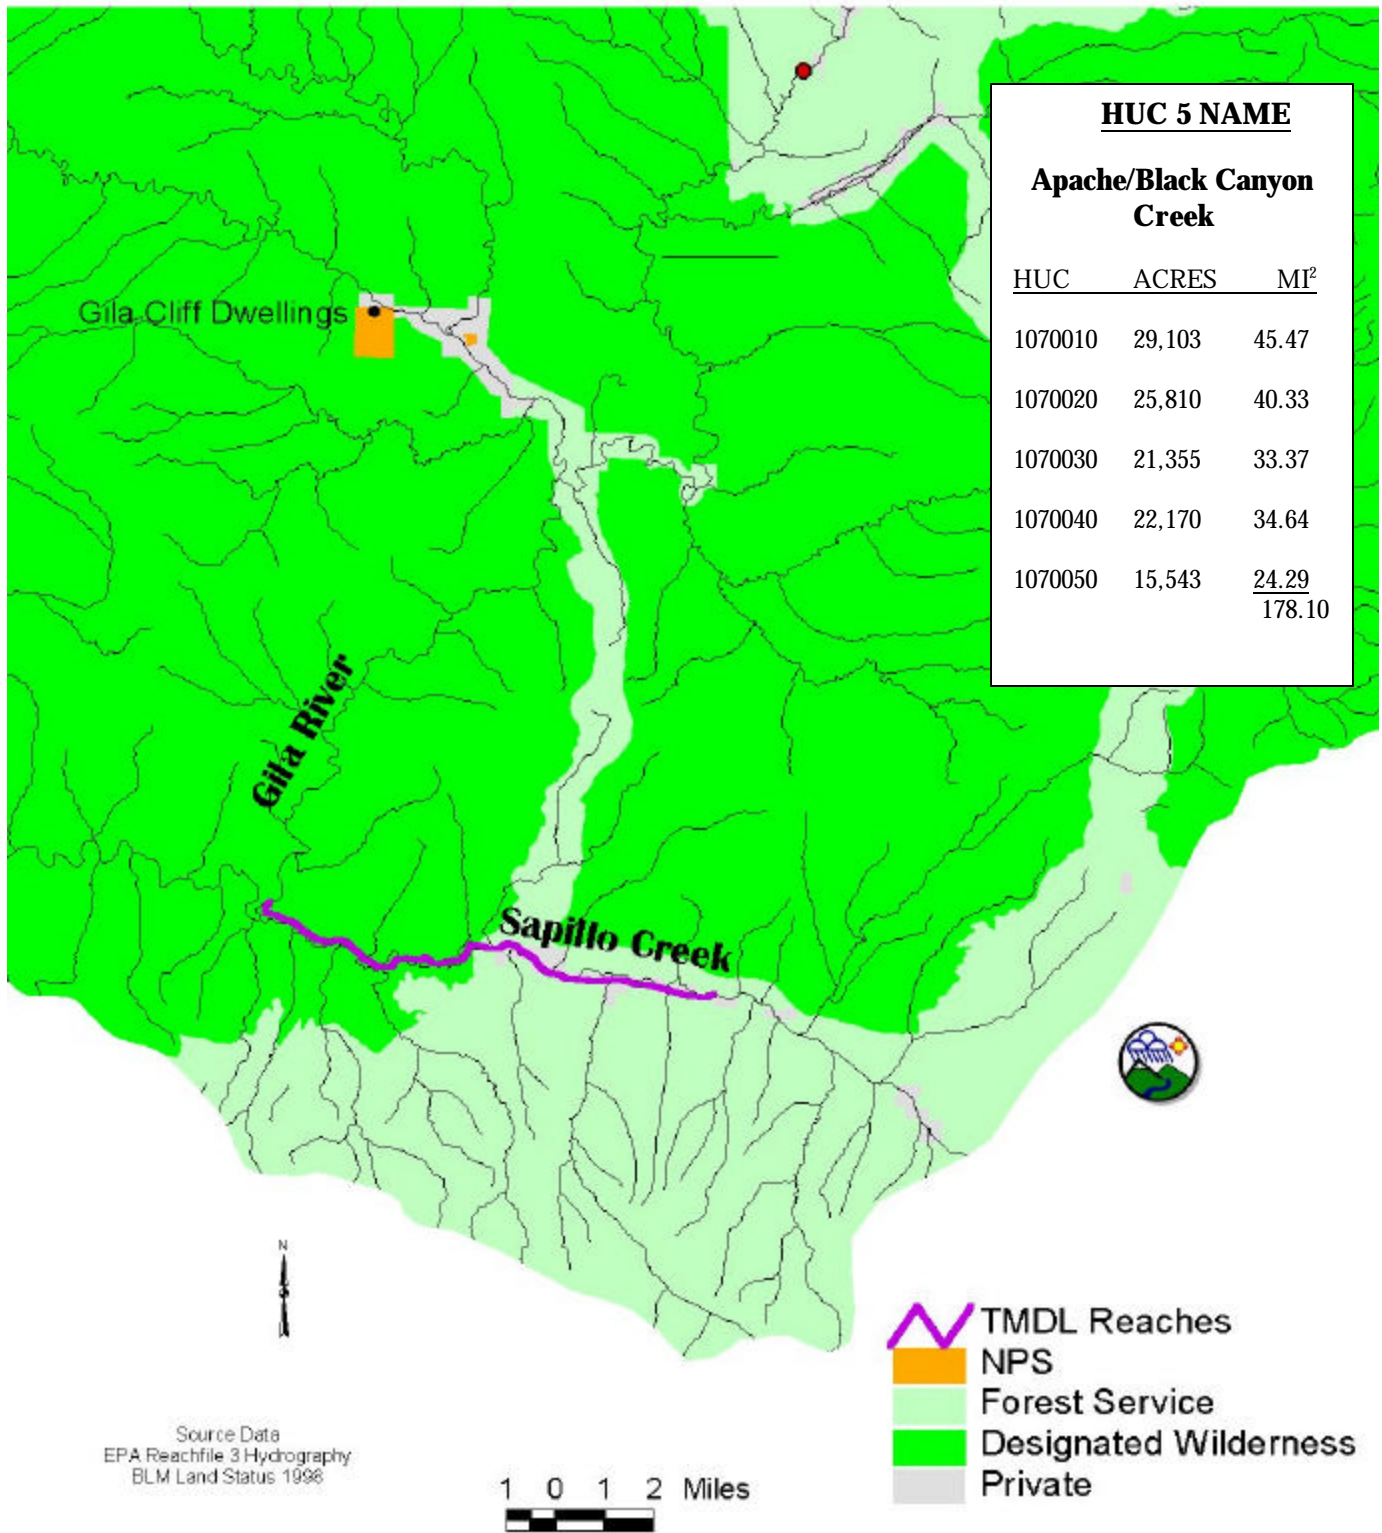 HUC 5 NAME
Apache/Black Canyon
Creek
HUC ACRES MI²
1070010 29,103 45.47
1070020 25,810 40.33
1070030 21,355 33.37
1070040 22,170 34.64
1070050 15,543 24.29
178.10
Gila Cliff Dwellings
Gila River
Sapillo Creek
N
TMDL Reaches
NPS
Forest Service
Designated Wilderness
Private
Source Data
EPA Reachfile 3 Hydrography
BLM Land Status 1998
1 0 1 2 Miles